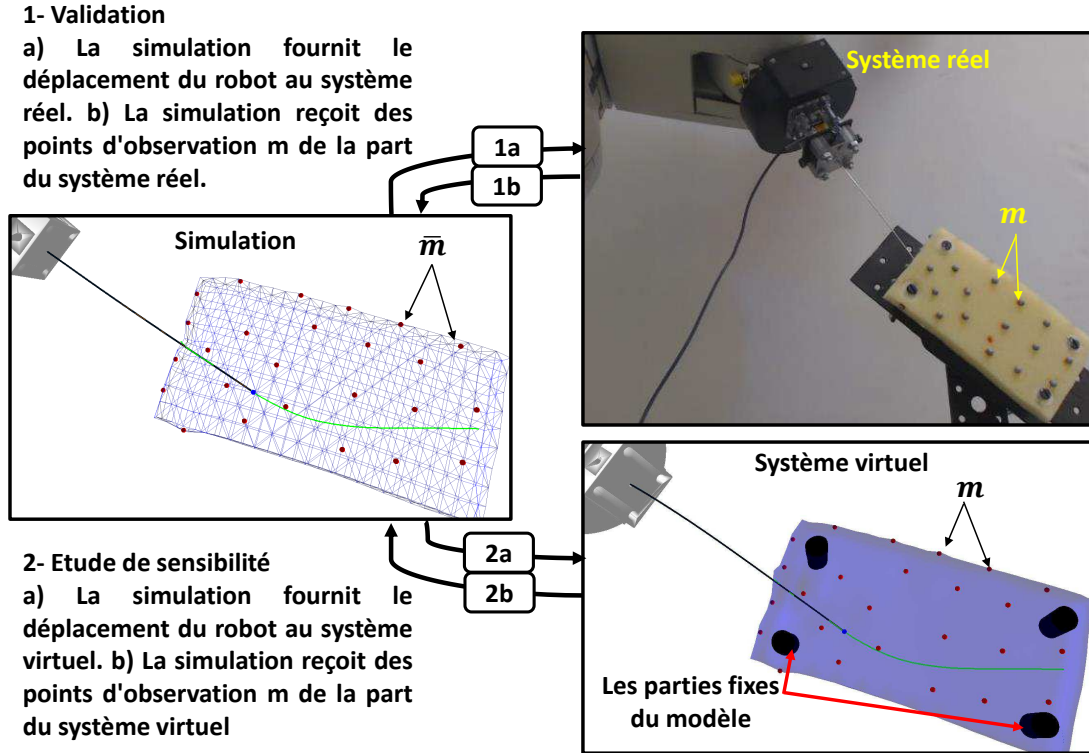 1- Validation
a) La simulation fournit le
déplacement du robot au système
réel. b) La simulation reçoit des
points d'observation m de la part
du système réel.
Système réel
1a
1b
m
Simulation
m̅
2- Etude de sensibilité
a) La simulation fournit le
déplacement du robot au système
virtuel. b) La simulation reçoit des
points d'observation m de la part
du système virtuel
2a
2b
Système virtuel
m
Les parties fixes
du modèle